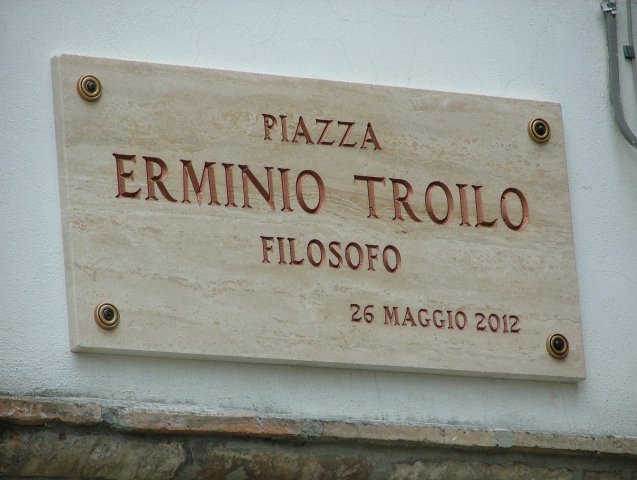 PIAZZA
ERMINIO TROILO
FILOSOFO
26 MAGGIO 2012